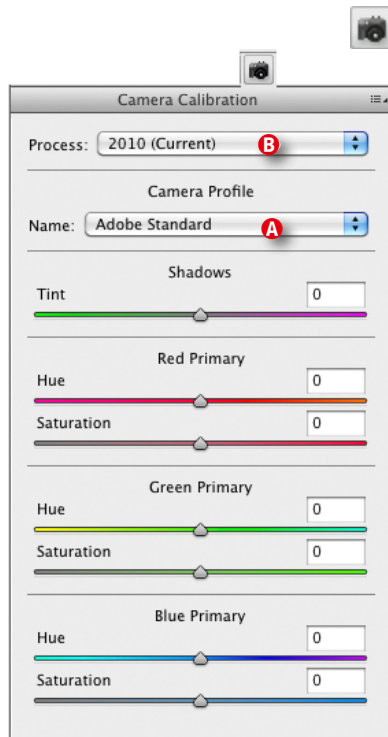 Camera Calibration
Process: 2010 (Current) B
Camera Profile
Name: Adobe Standard A
Shadows
Tint 0
Red Primary
Hue 0
Saturation 0
Green Primary
Hue 0
Saturation 0
Blue Primary
Hue 0
Saturation 0